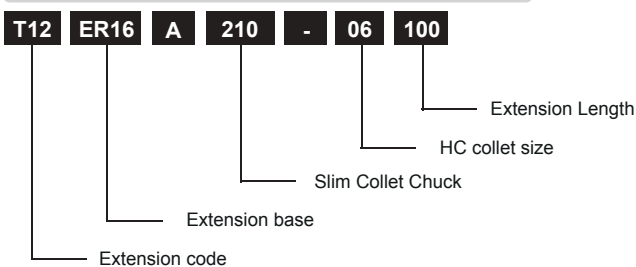 T12 ER16 A 210 - 06 100
Extension Length
HC collet size
Slim Collet Chuck
Extension base
Extension code